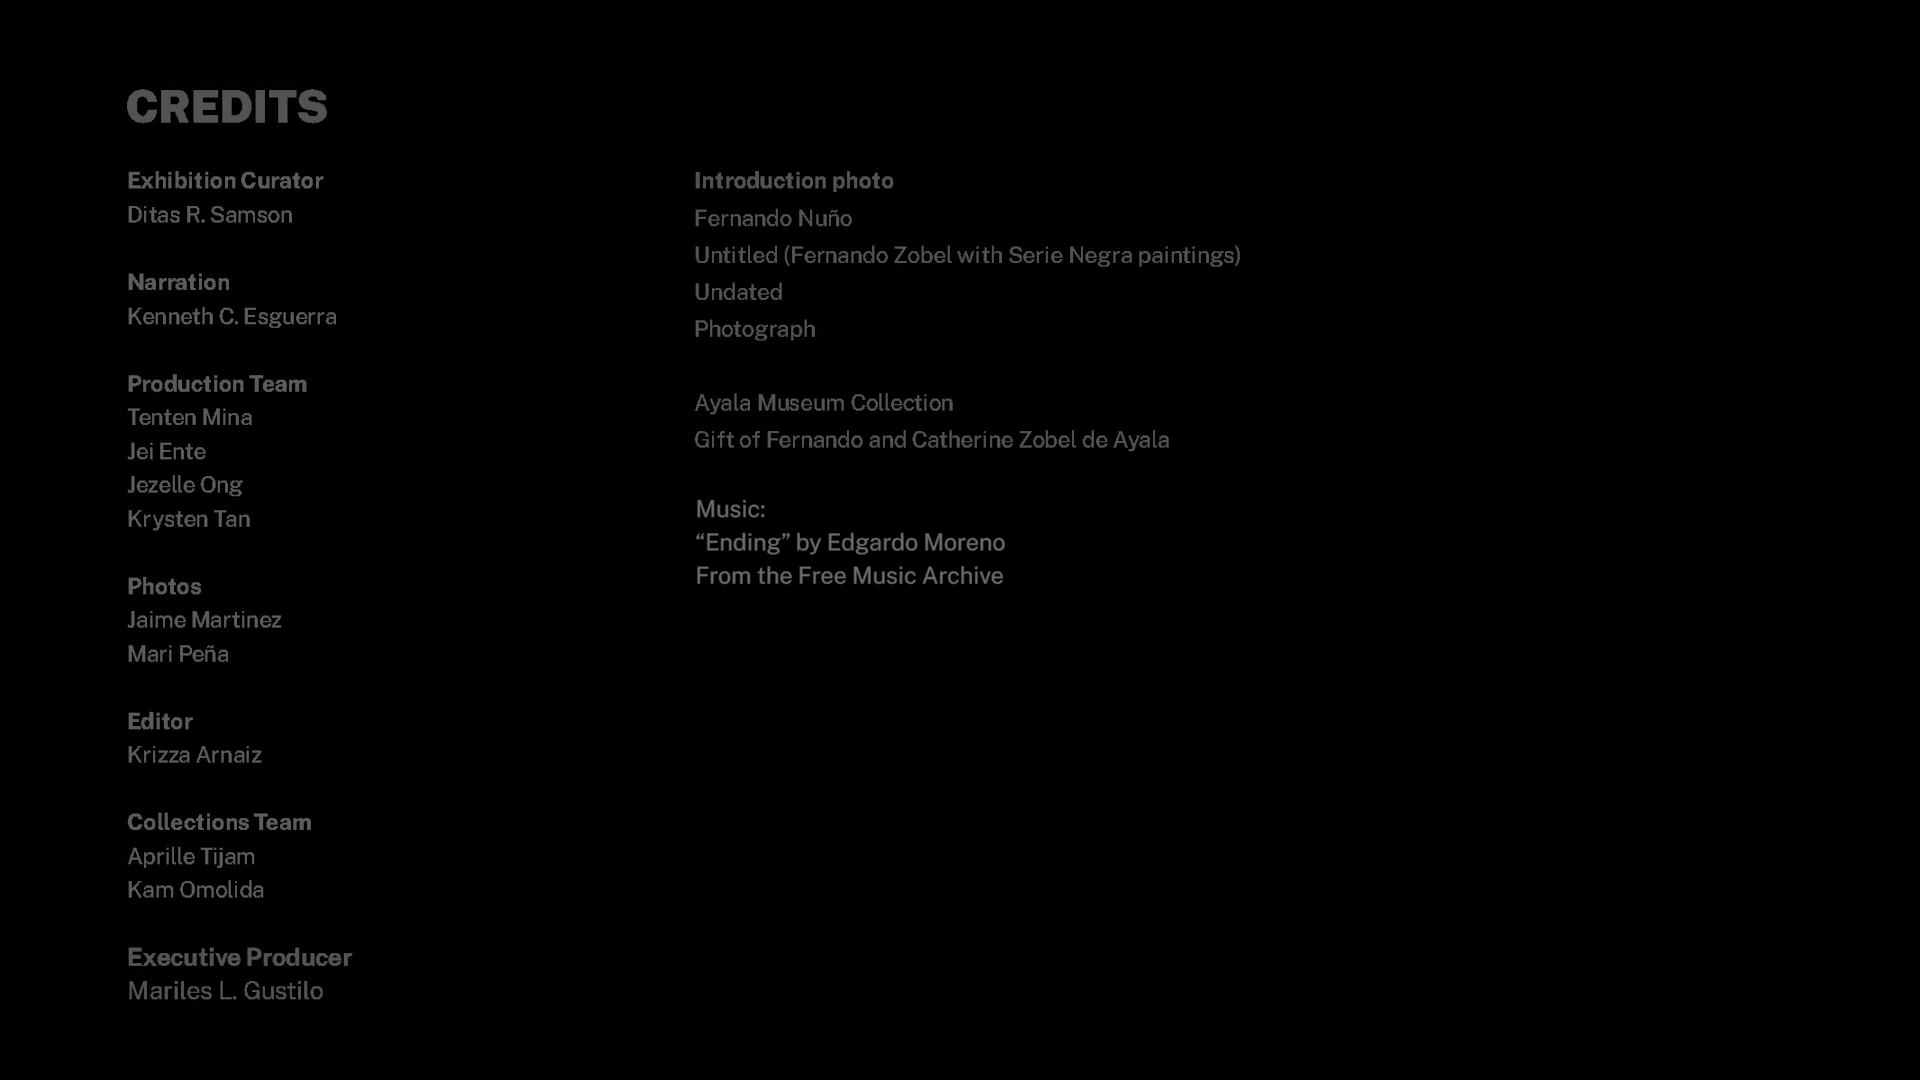 CREDITS
Exhibition Curator
Ditas R. Samson
Narration
Kenneth C. Esguerra
Production Team
Tenten Mina
Jei Ente
Jezelle Ong
Krysten Tan
Photos
Jaime Martinez
Mari Peña
Editor
Krizza Arnaiz
Collections Team
Aprille Tijam
Kam Omolida
Executive Producer
Mariles L. Gustilo
Introduction photo
Fernando Nuño
Untitled (Fernando Zobel with Serie Negra paintings)
Undated
Photograph
Ayala Museum Collection
Gift of Fernando and Catherine Zobel de Ayala
Music:
“Ending” by Edgardo Moreno
From the Free Music Archive